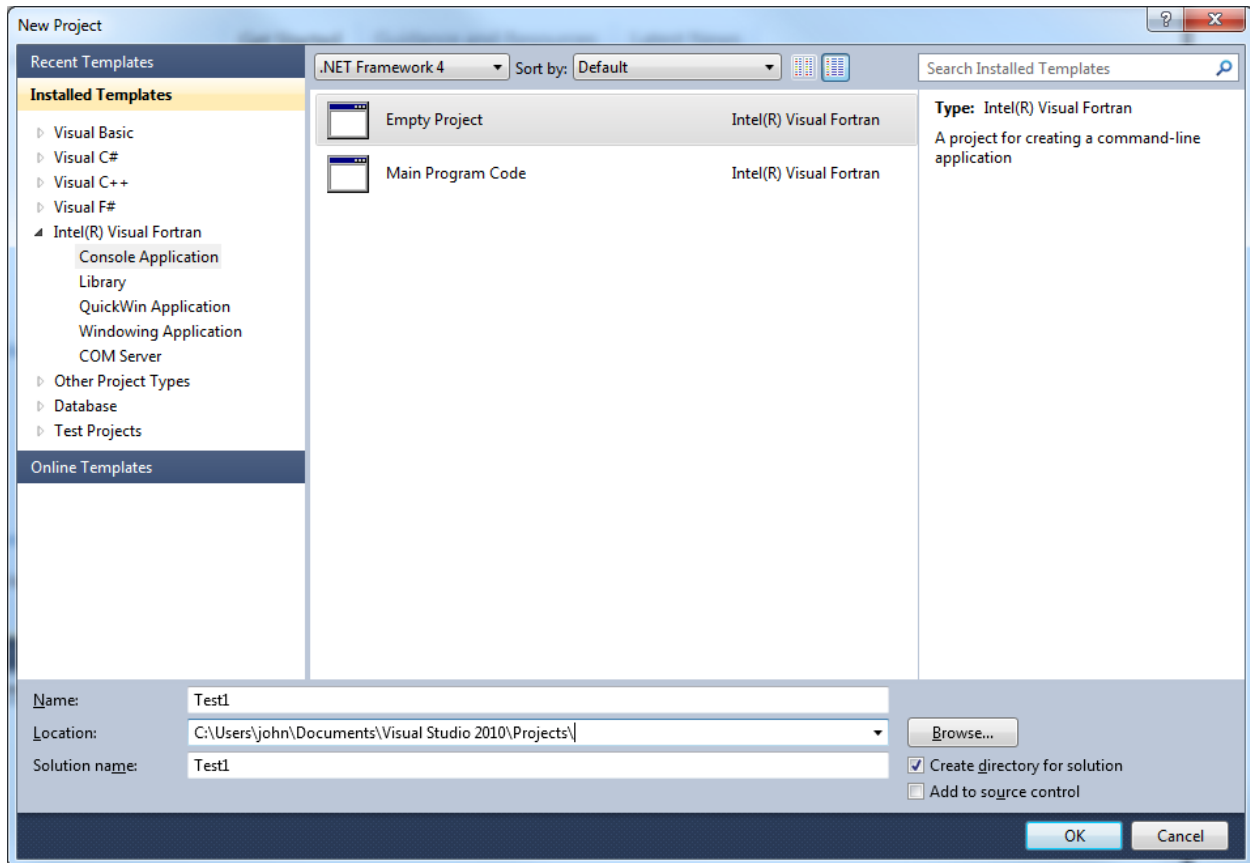 New Project
Recent Templates
.NET Framework 4
Sort by:
Default
Search Installed Templates
Installed Templates
Visual Basic
Visual C#
Visual C++
Visual F#
Intel(R) Visual Fortran
Console Application
Library
QuickWin Application
Windowing Application
COM Server
Other Project Types
Database
Test Projects
Online Templates
Empty Project Intel(R) Visual Fortran
Main Program Code Intel(R) Visual Fortran
Type: Intel(R) Visual Fortran
A project for creating a command-line
application
Name: Test1
Location: C:\Users\john\Documents\Visual Studio 2010\Projects\
Browse...
Solution name: Test1
Create directory for solution
Add to source control
OK
Cancel